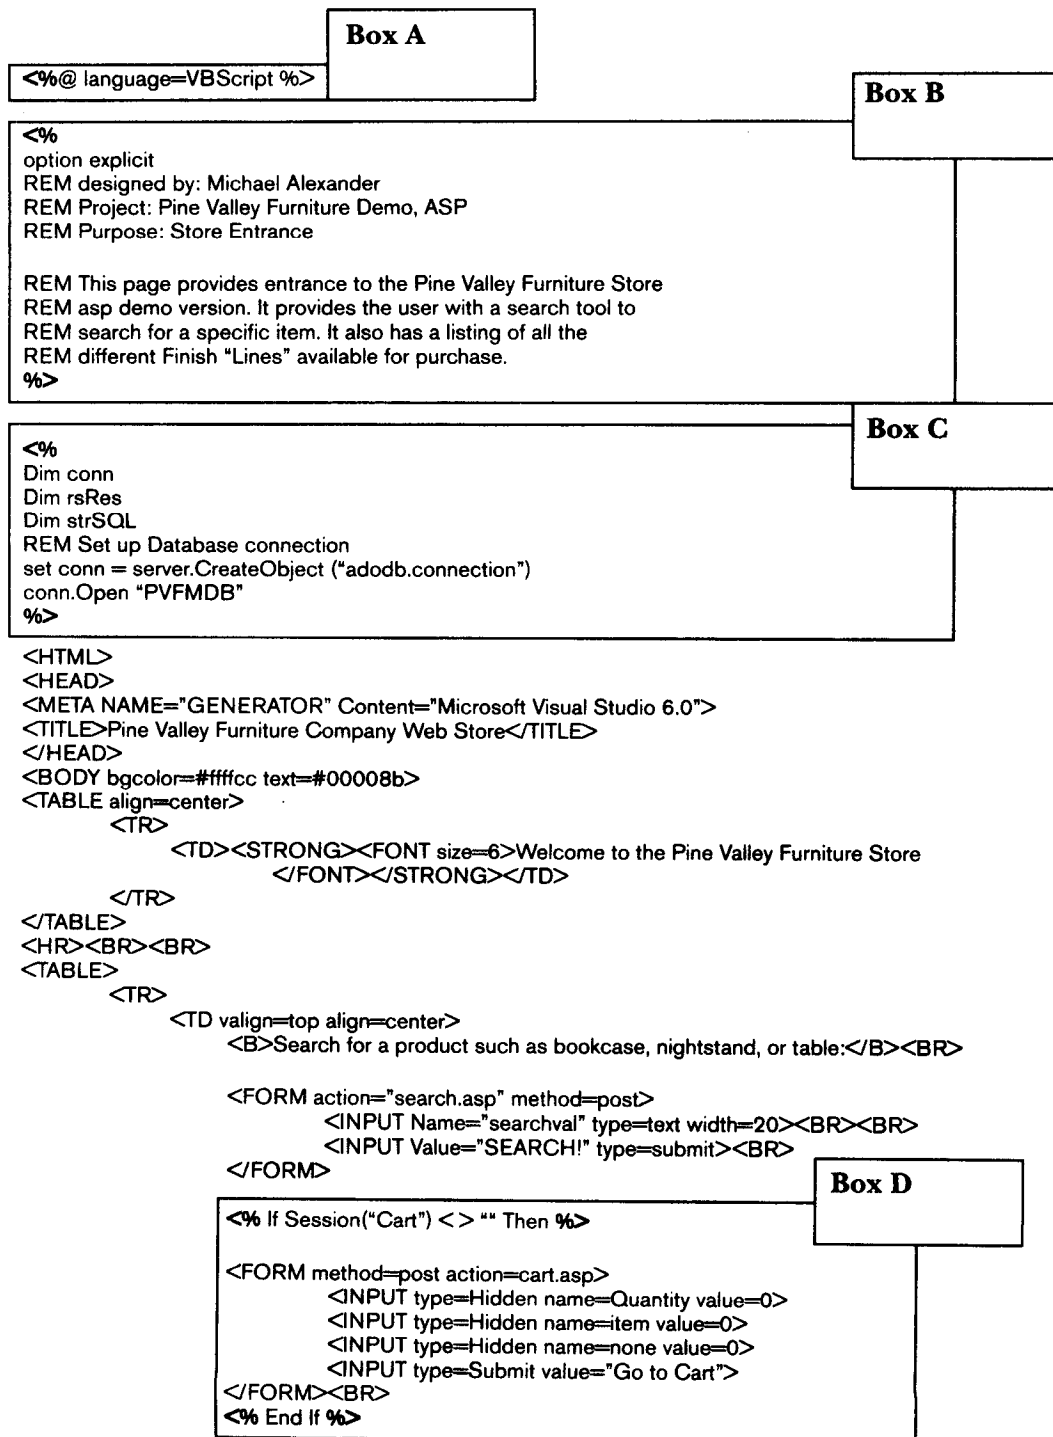 Box A
<%@ language=VBScript %>
Box B
<%
option explicit
REM designed by: Michael Alexander
REM Project: Pine Valley Furniture Demo, ASP
REM Purpose: Store Entrance
REM This page provides entrance to the Pine Valley Furniture Store
REM asp demo version. It provides the user with a search tool to
REM search for a specific item. It also has a listing of all the
REM different Finish “Lines” available for purchase.
%>
Box C
<%
Dim conn
Dim rsRes
Dim strSQL
REM Set up Database connection
set conn = server.CreateObject (“adodb.connection”)
conn.Open “PVFMDB”
%>
<HTML>
<HEAD>
<META NAME="GENERATOR" Content="Microsoft Visual Studio 6.0">
<TITLE>Pine Valley Furniture Company Web Store</TITLE>
</HEAD>
<BODY bgcolor=#ffffcc text=#00008b>
<TABLE align=center>
<TR>
<TD><STRONG><FONT size=6>Welcome to the Pine Valley Furniture Store
</FONT></STRONG></TD>
</TR>
</TABLE>
<HR><BR><BR>
<TABLE>
<TR>
<TD valign=top align=center>
<B>Search for a product such as bookcase, nightstand, or table:</B><BR>
<FORM action="search.asp" method=post>
<INPUT Name="searchval" type=text width=20><BR><BR>
<INPUT Value="SEARCH!" type=submit><BR>
</FORM>
Box D
<% If Session(“Cart”) < > ““ Then %>
<FORM method=post action=cart.asp>
<INPUT type=Hidden name=Quantity value=0>
<INPUT type=Hidden name=item value=0>
<INPUT type=Hidden name=none value=0>
<INPUT type=Submit value="Go to Cart">
</FORM><BR>
<% End If %>